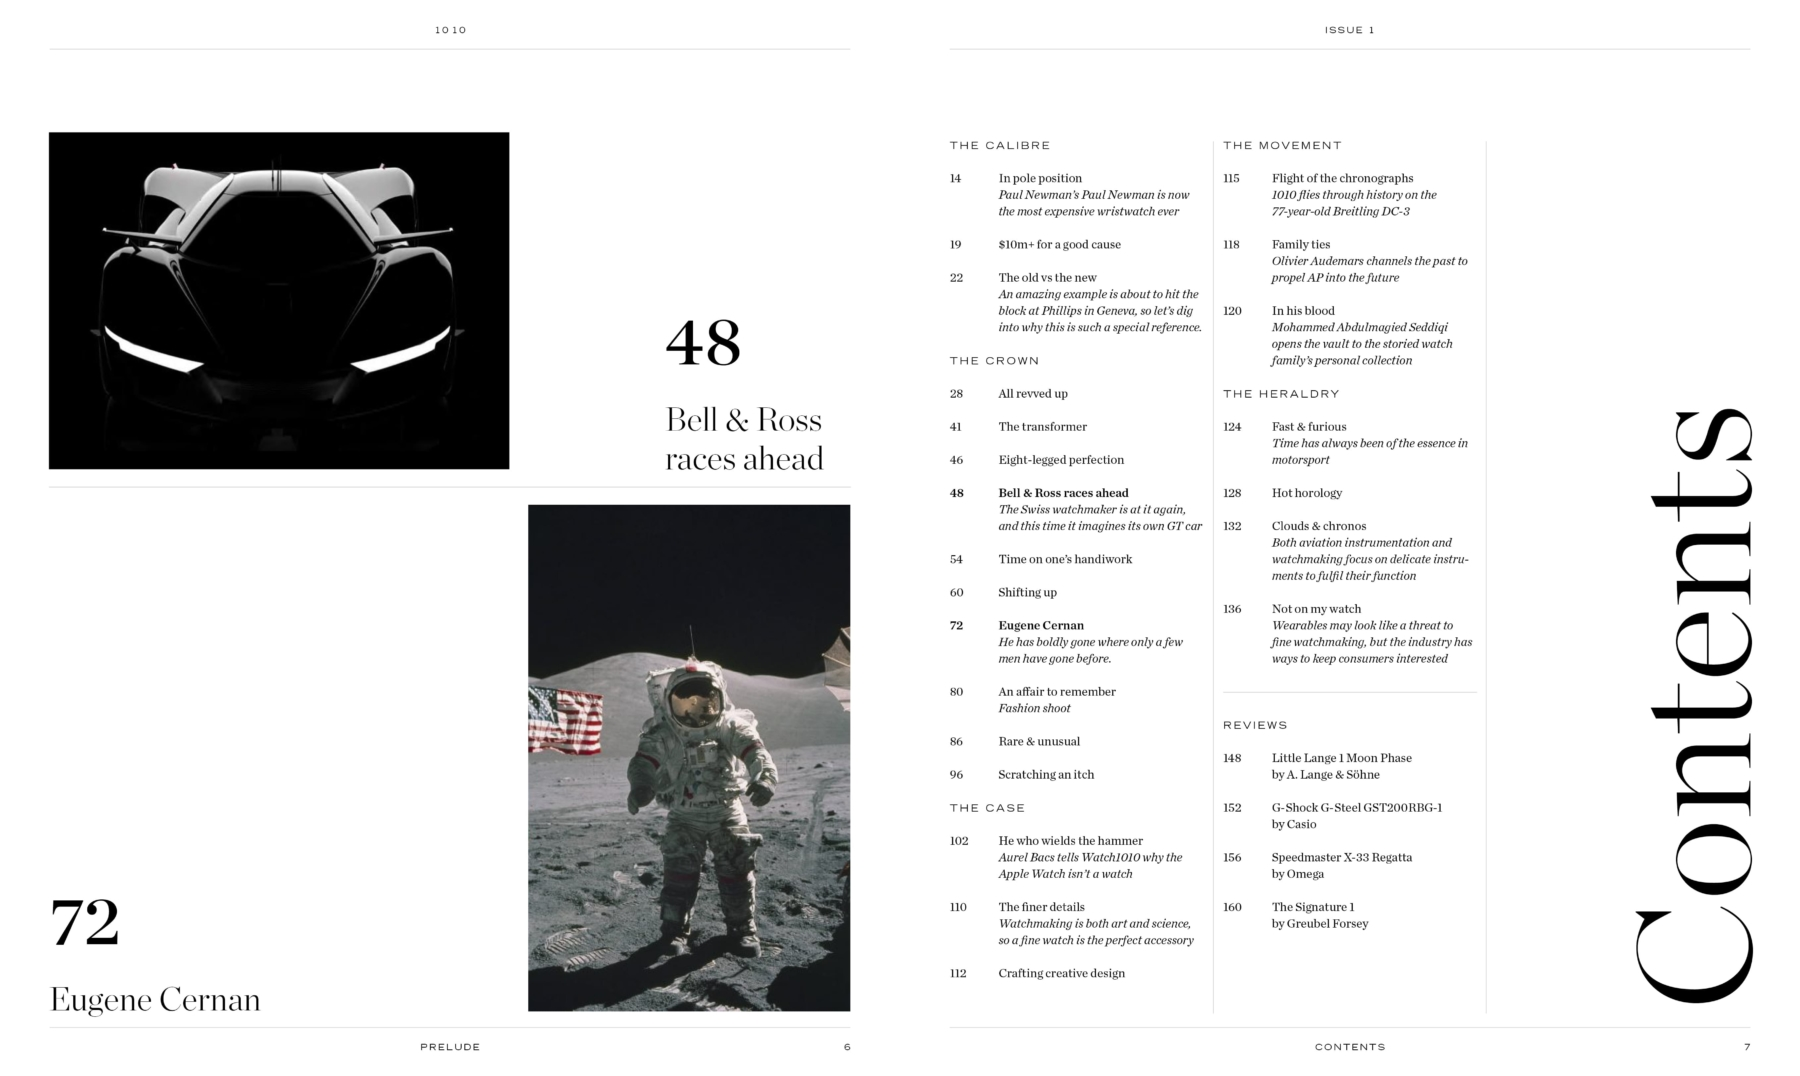 1010
48
Bell & Ross
races ahead
72
Eugene Cernan
PRELUDE
6
ISSUE 1
THE CALIBRE
14 In pole position
Paul Newman's Paul Newman is now
the most expensive wristwatch ever
19 $10m+ for a good cause
22 The old vs the new
An amazing example is about to hit the
block at Phillips in Geneva, so let's dig
into why this is such a special reference.
THE CROWN
28 All revved up
41 The transformer
46 Eight-legged perfection
48 Bell & Ross races ahead
The Swiss watchmaker is at it again,
and this time it imagines its own GT car
54 Time on one's handiwork
60 Shifting up
72 Eugene Cernan
He has boldly gone where only a few
men have gone before.
80 An affair to remember
Fashion shoot
86 Rare & unusual
96 Scratching an itch
THE CASE
102 He who wields the hammer
Aurel Bacs tells Watch1010 why the
Apple Watch isn't a watch
110 The finer details
Watchmaking is both art and science,
so a fine watch is the perfect accessory
112 Crafting creative design
THE MOVEMENT
115 Flight of the chronographs
1010 flies through history on the
77-year-old Breitling DC-3
118 Family ties
Olivier Audemars channels the past to
propel AP into the future
120 In his blood
Mohammed Abdulmagied Seddiqi
opens the vault to the storied watch
family's personal collection
THE HERALDRY
124 Fast & furious
Time has always been of the essence in
motorsport
128 Hot horology
132 Clouds & chronos
Both aviation instrumentation and
watchmaking focus on delicate instru-
ments to fulfil their function
136 Not on my watch
Wearables may look like a threat to
fine watchmaking, but the industry has
ways to keep consumers interested
REVIEWS
148 Little Lange 1 Moon Phase
by A. Lange & Söhne
152 G-Shock G-Steel GST200RBG-1
by Casio
156 Speedmaster X-33 Regatta
by Omega
160 The Signature 1
by Greubel Forsey
Contents
CONTENTS
7